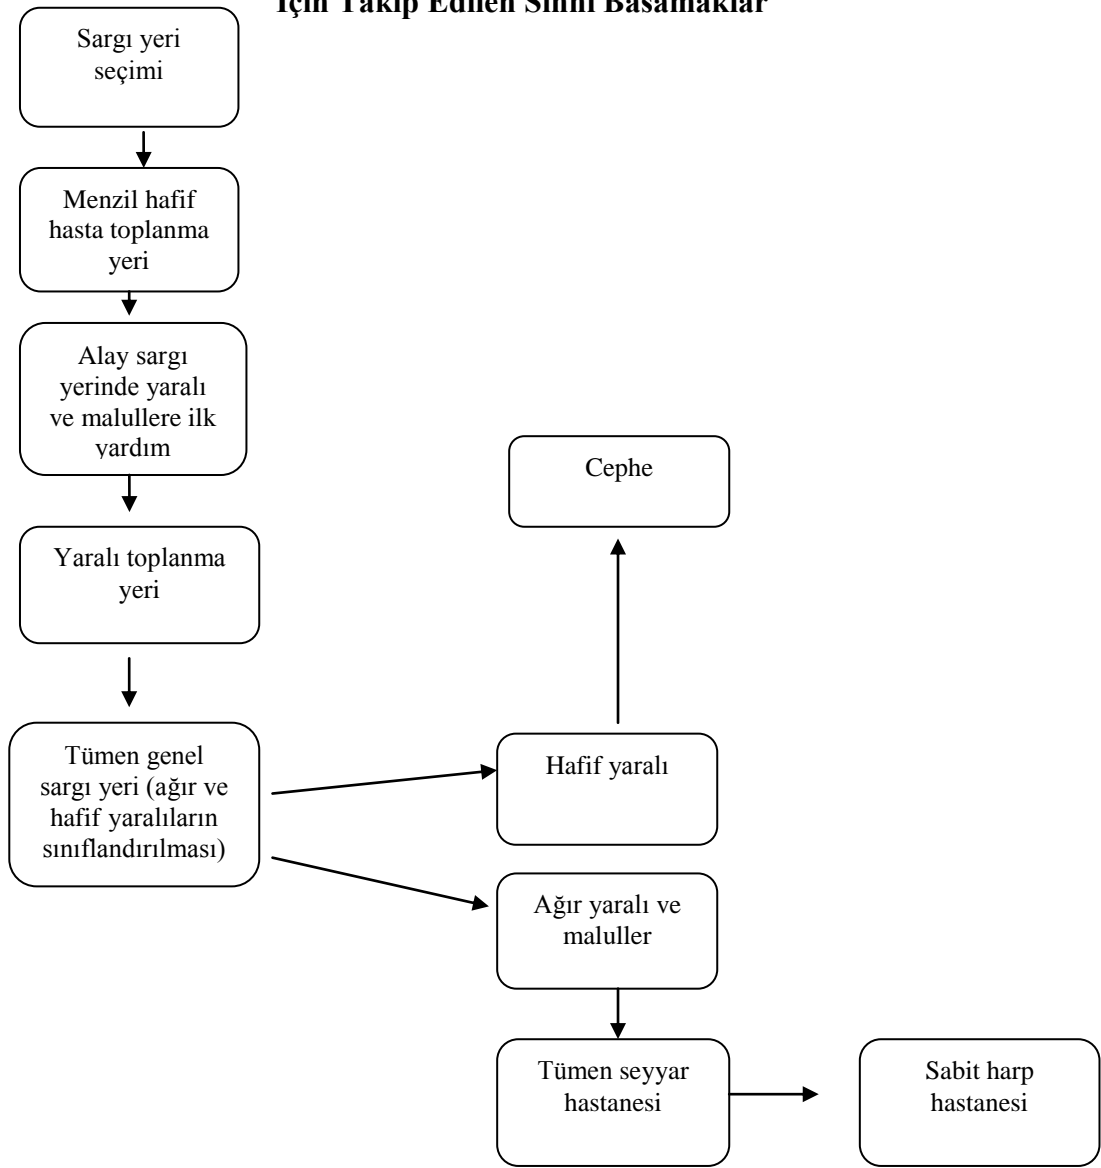 İçin Takip Edilen Sıhhi Basamaklar
Sargı yeri
seçimi
Menzil hafif
hasta toplanma
yeri
Alay sargı
yerinde yaralı
ve malullere ilk
yardım
Cephe
Yaralı toplanma
yeri
Tümen genel
sargı yeri (ağır ve
hafif yaralıların
sınıflandırılması)
Hafif yaralı
Ağır yaralı ve
maluller
Tümen seyyar
hastanesi
Sabit harp
hastanesi